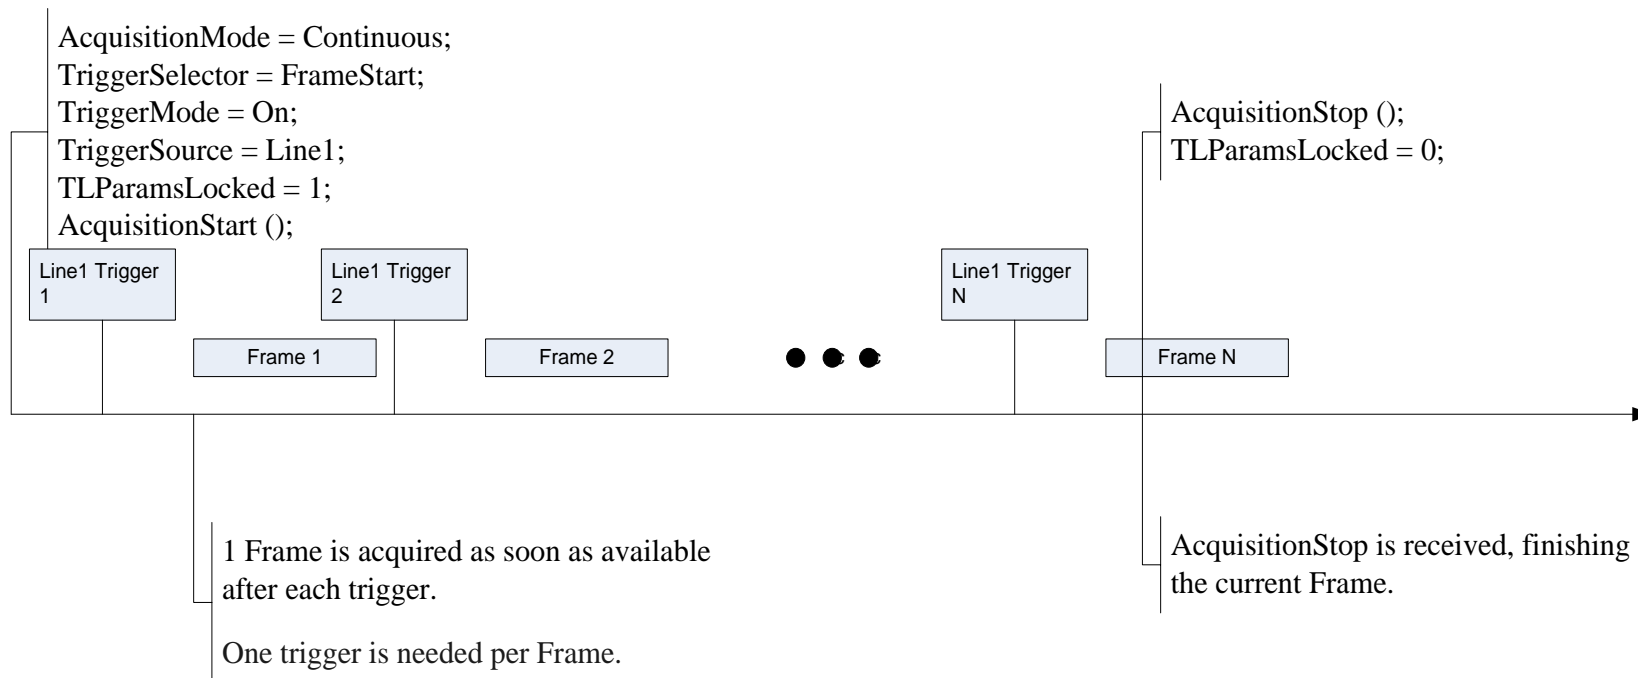 AcquisitionMode = Continuous;
TriggerSelector = FrameStart;
TriggerMode = On;
TriggerSource = Line1;
TLParamsLocked = 1;
AcquisitionStart ();
AcquisitionStop ();
TLParamsLocked = 0;
Line1 Trigger
1
Line1 Trigger
2
Line1 Trigger
N
Frame 1
Frame 2
Frame N
1 Frame is acquired as soon as available
after each trigger.
One trigger is needed per Frame.
AcquisitionStop is received, finishing
the current Frame.